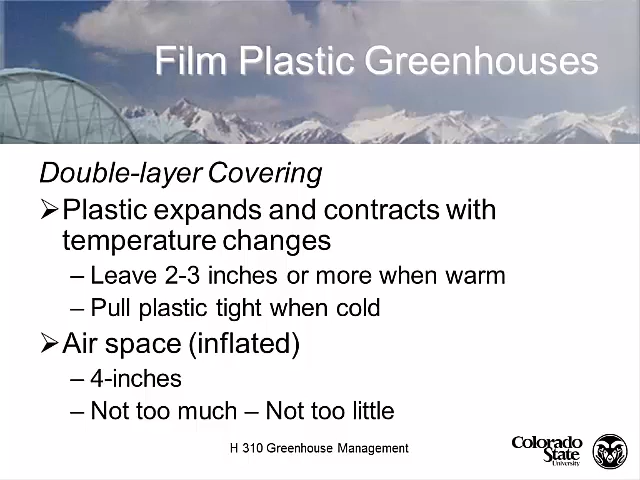 Film Plastic Greenhouses
Double-layer Covering
➢Plastic expands and contracts with
temperature changes
– Leave 2-3 inches or more when warm
– Pull plastic tight when cold
➢Air space (inflated)
– 4-inches
– Not too much – Not too little
H 310 Greenhouse Management
Colorado
State
University